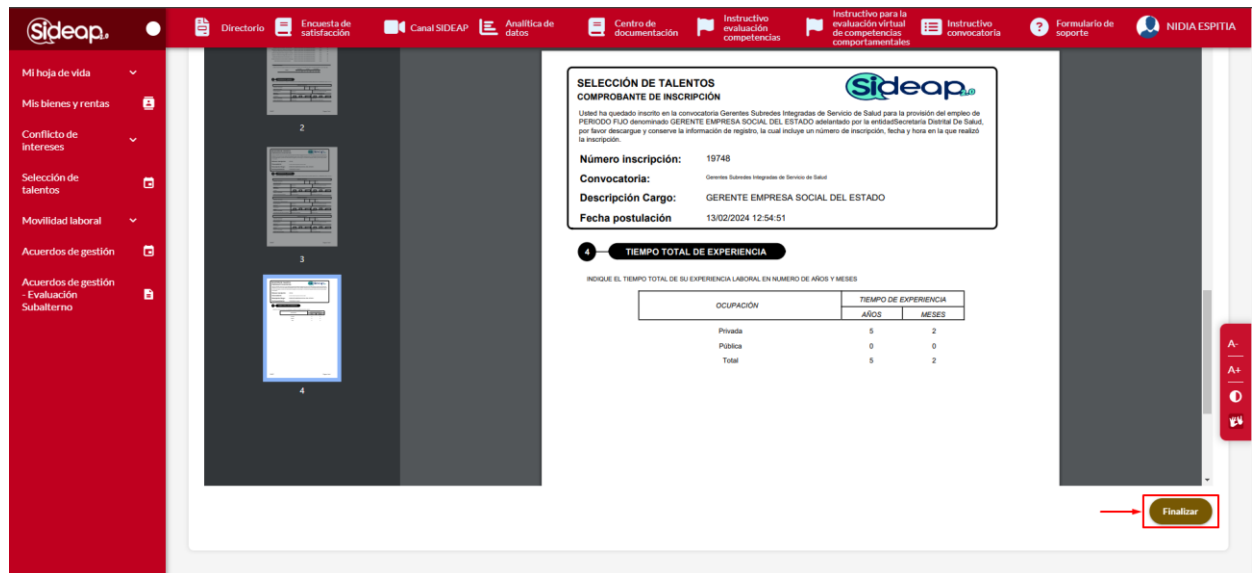 Sideap2.0
Directorio
Encuesta de
satisfacción
Canal SIDEAP
Analítica de
datos
Centro de
documentación
Instructivo
evaluación
competencias
Instructivo para la
evaluación virtual
de competencias
comportamentales
Instructivo
convocatoria
Formulario de
soporte
NIDIA ESPITIA
Mi hoja de vida
Mis bienes y rentas
Conflicto de
intereses
Selección de
talentos
Movilidad laboral
Acuerdos de gestión
Acuerdos de gestión
- Evaluación
Subalterno
2
3
4
SELECCIÓN DE TALENTOS
COMPROBANTE DE INSCRIPCIÓN
Sideap2.0
Usted ha quedado inscrito en la convocatoria Gerentes Subredes Integradas de Servicio de Salud para la provisión del empleo de
PERIODO FIJO denominado GERENTE EMPRESA SOCIAL DEL ESTADO adelantado por la entidadSecretaría Distrital De Salud,
por favor descargue y conserve la información de registro, la cual incluye un número de inscripción, fecha y hora en la que realizó
la inscripción.
Número inscripción: 19748
Convocatoria: Gerentes Subredes Integradas de Servicio de Salud
Descripción Cargo: GERENTE EMPRESA SOCIAL DEL ESTADO
Fecha postulación 13/02/2024 12:54:51
4 TIEMPO TOTAL DE EXPERIENCIA
INDIQUE EL TIEMPO TOTAL DE SU EXPERIENCIA LABORAL EN NUMERO DE AÑOS Y MESES
OCUPACIÓN TIEMPO DE EXPERIENCIA
AÑOS MESES
Privada 5 2
Pública 0 0
Total 5 2
A-
A+
Finalizar